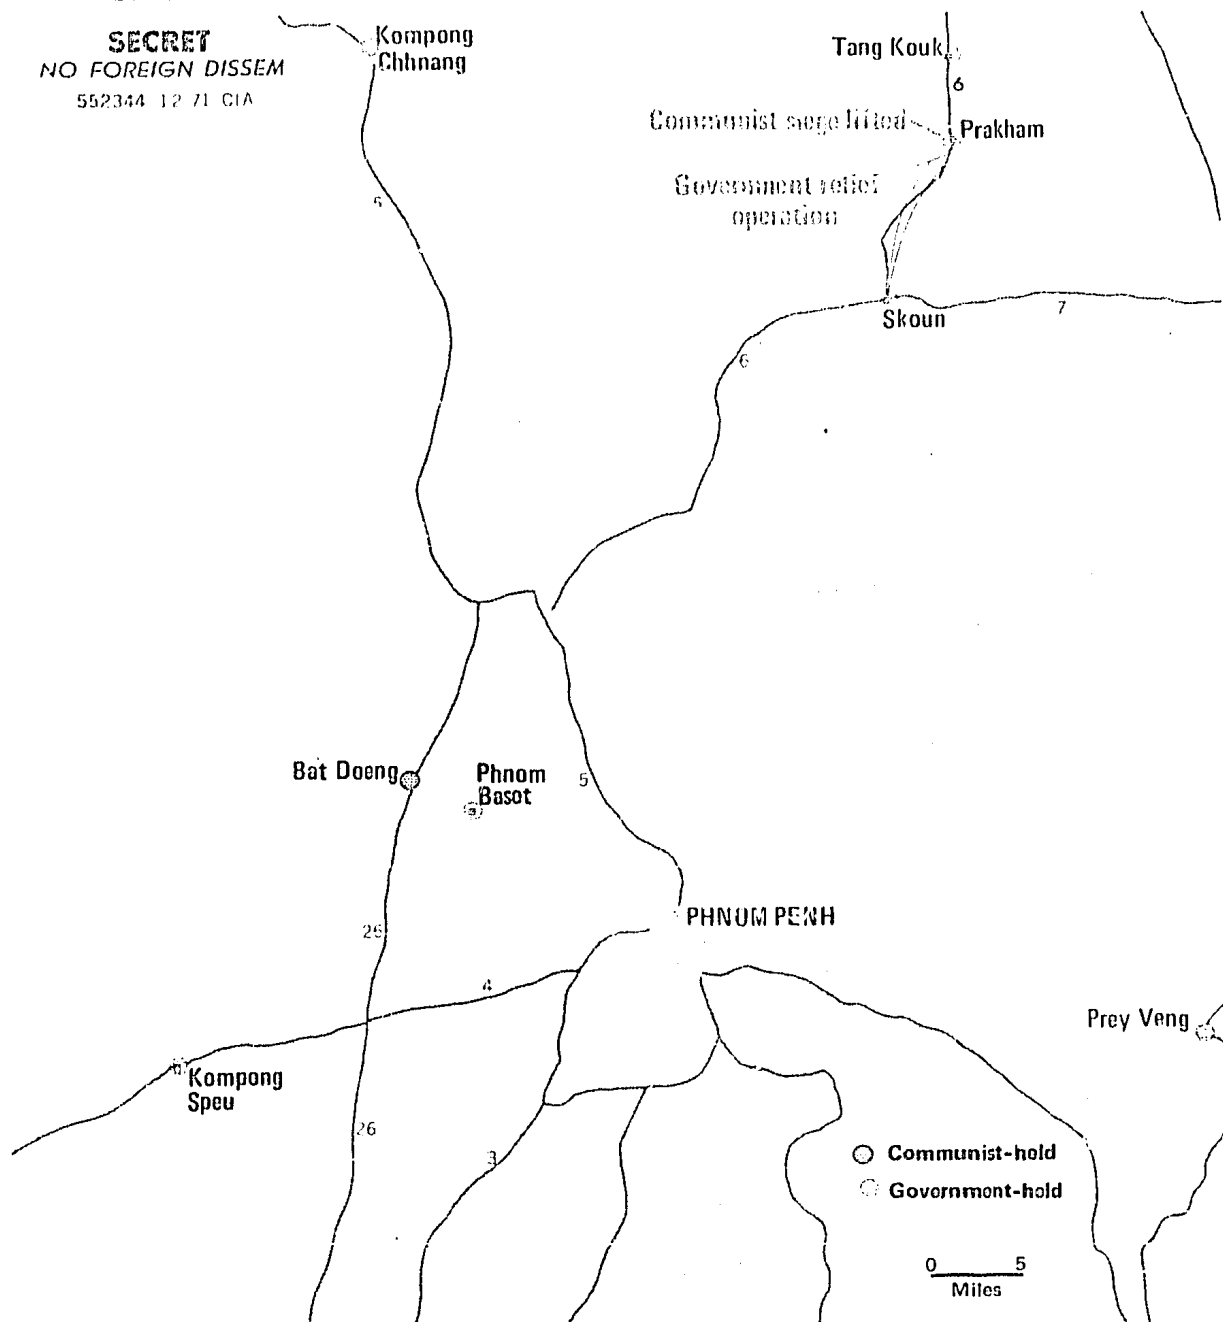 SECRET
NO FOREIGN DISSEM
552344 12 71 CIA
Kompong
Chhnang
Tang Kouk
6
Communist siege lifted
Prakham
Government relief
operation
5
Skoun
7
6
Bat Doeng
Phnom
Basot
5
PHNUM PENH
26
4
Prey Veng
Kompong
Speu
26
3
Communist-held
Government-held
0 5
Miles